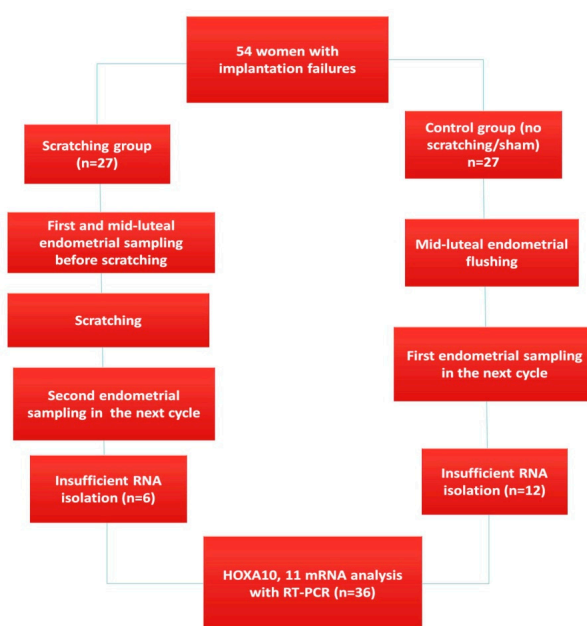 54 women with
implantation failures
Scratching group
(n=27)
Control group (no
scratching/sham)
n=27
First and mid-luteal
endometrial sampling
before scratching
Mid-luteal endometrial
flushing
Scratching
First endometrial sampling
in the next cycle
Second endometrial
sampling in the next cycle
Insufficient RNA
isolation (n=6)
Insufficient RNA
isolation (n=12)
HOXA10, 11 mRNA analysis
with RT-PCR (n=36)